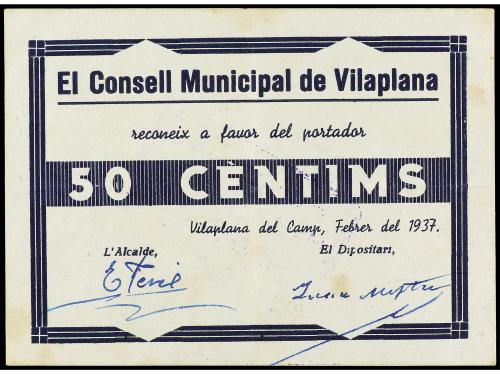 El Consell Municipal de Vilaplana
reconeix a favor del portador
50 CÈNTIMS
Vilaplana del Camp, Febrer del 1937.
L'Alcalde, El Dipositari,